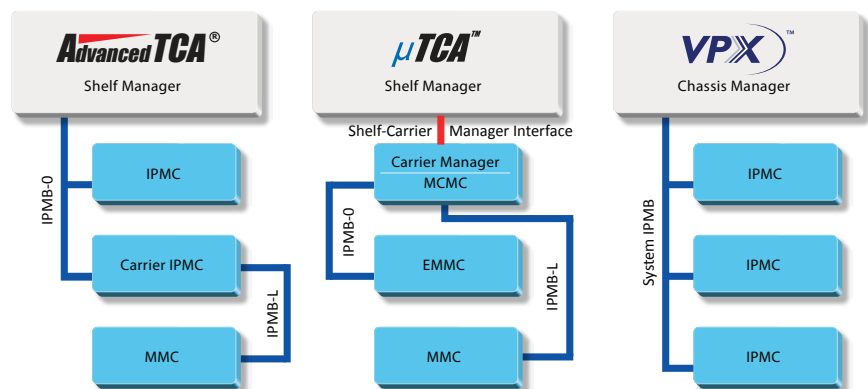 AdvancedTCA®
Shelf Manager
IPMB-0
IPMC
Carrier IPMC
IPMB-L
MMC
μTCA™
Shelf Manager
Shelf-Carrier Manager Interface
Carrier Manager
MCMC
IPMB-0
EMMC
IPMB-L
MMC
VPX™
Chassis Manager
System IPMB
IPMC
IPMC
IPMC